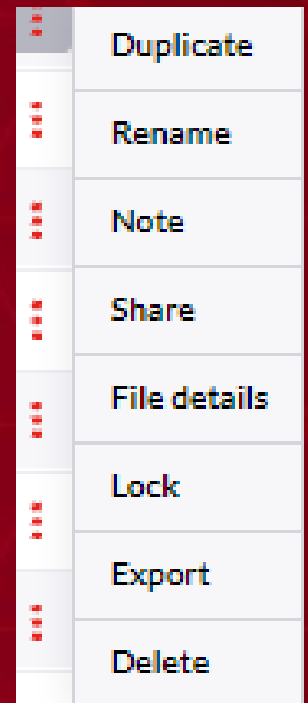 Duplicate
Rename
Note
Share
File details
Lock
Export
Delete